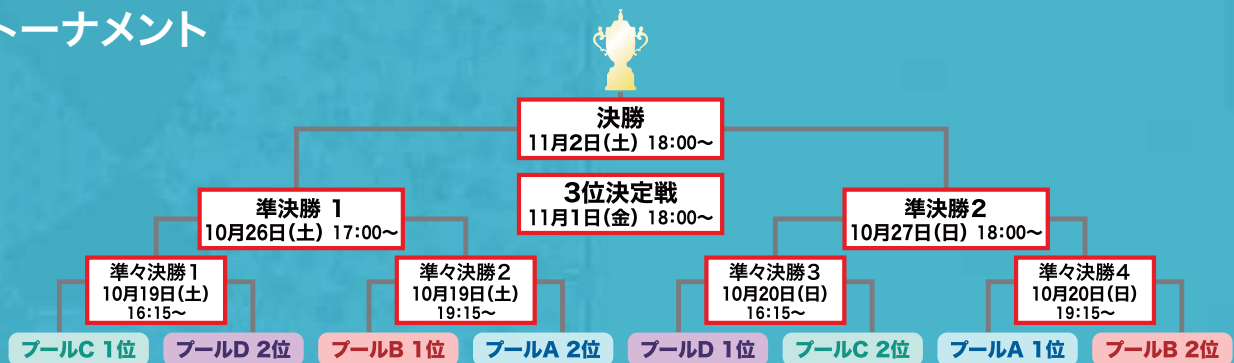 トーナメント
決勝
11月2日(土) 18:00〜
3位決定戦
11月1日(金) 18:00〜
準決勝 1
10月26日(土) 17:00〜
準決勝2
10月27日(日) 18:00〜
準々決勝1
10月19日(土)
16:15〜
準々決勝2
10月19日(土)
19:15〜
準々決勝3
10月20日(日)
16:15〜
準々決勝4
10月20日(日)
19:15〜
プールC 1位
プールD 2位
プールB 1位
プールA 2位
プールD 1位
プールC 2位
プールA 1位
プールB 2位